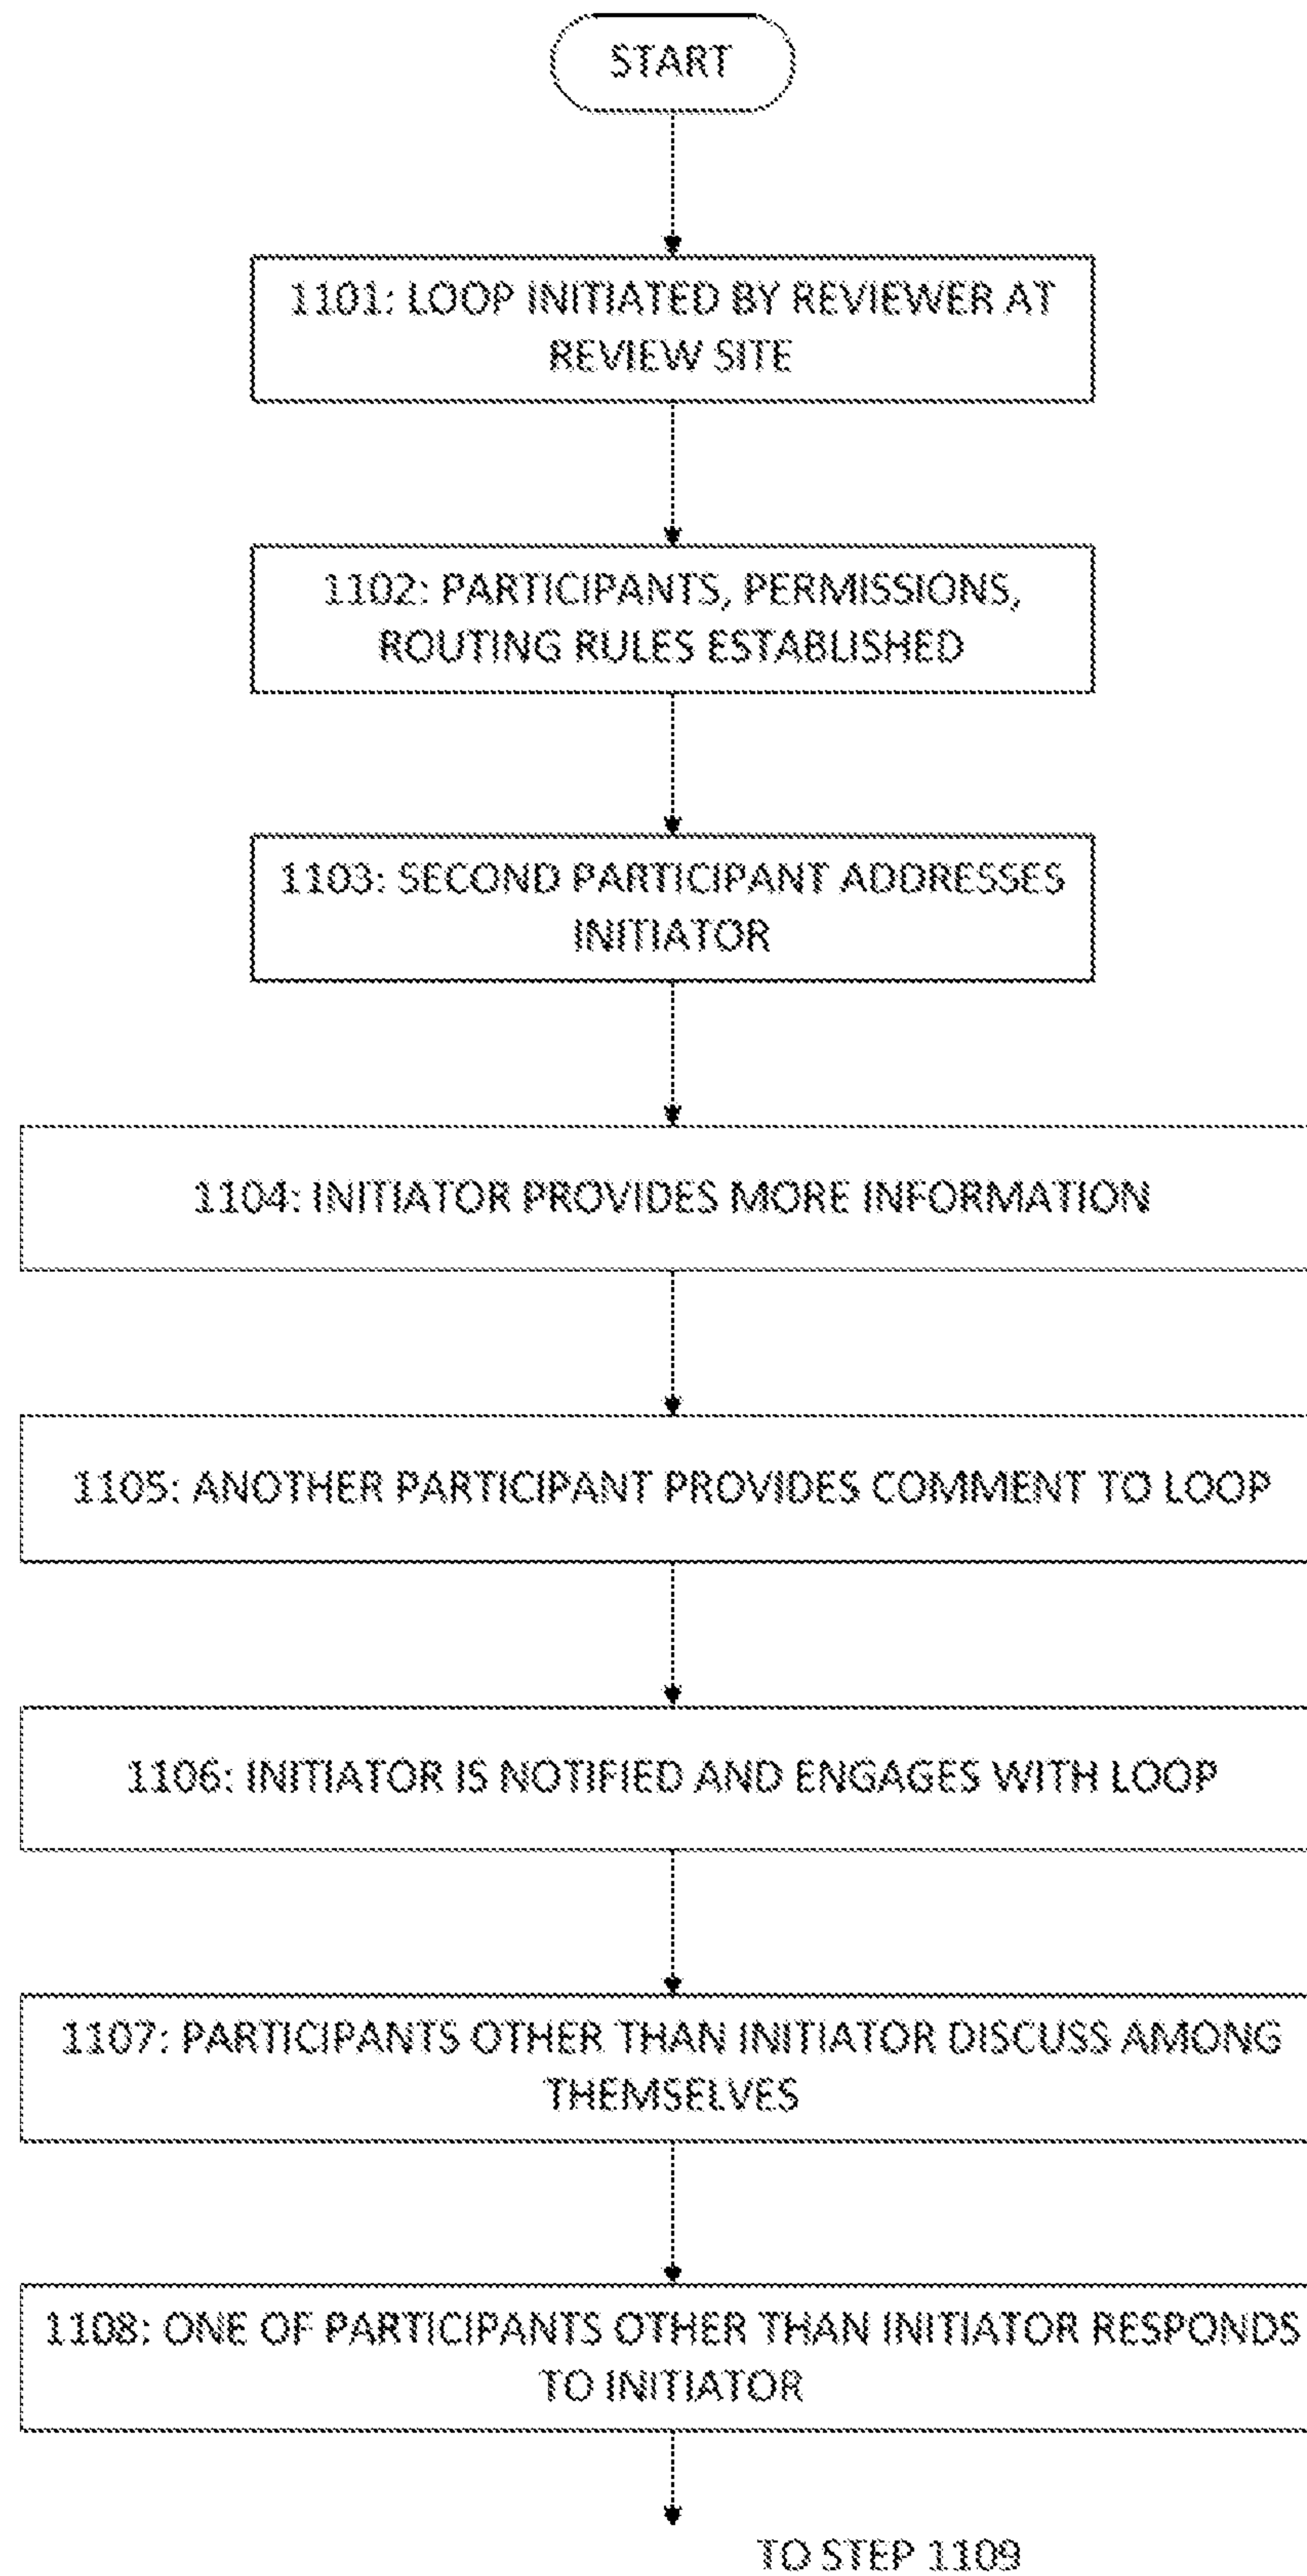 START
1101: LOOP INITIATED BY REVIEWER AT
REVIEW SITE
1102: PARTICIPANTS, PERMISSIONS,
ROUTING RULES ESTABLISHED
1103: SECOND PARTICIPANT ADDRESSES
INITIATOR
1104: INITIATOR PROVIDES MORE INFORMATION
1105: ANOTHER PARTICIPANT PROVIDES COMMENT TO LOOP
1106: INITIATOR IS NOTIFIED AND ENGAGES WITH LOOP
1107: PARTICIPANTS OTHER THAN INITIATOR DISCUSS AMONG
THEMSELVES
1108: ONE OF PARTICIPANTS OTHER THAN INITIATOR RESPONDS
TO INITIATOR
TO STEP 1109